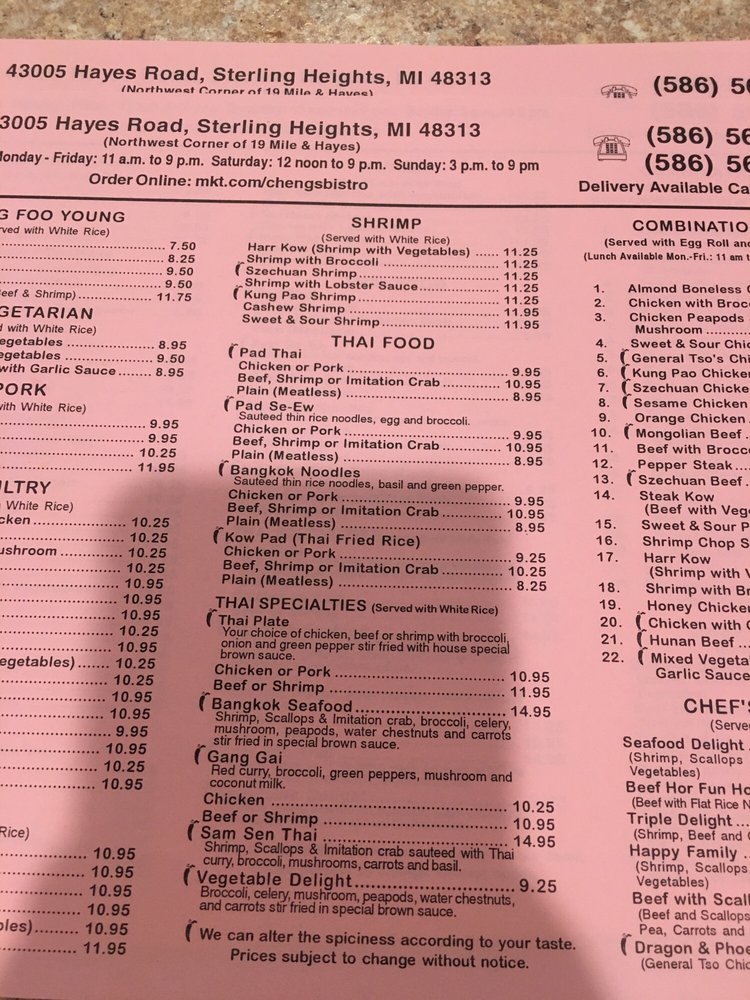 43005 Hayes Road, Sterling Heights, MI 48313
(Northwest Corner of 19 Mile & Hayes)
(586) 56
3005 Hayes Road, Sterling Heights, MI 48313
(Northwest Corner of 19 Mile & Hayes)
Monday - Friday: 11 a.m. to 9 p.m. Saturday: 12 noon to 9 p.m. Sunday: 3 p.m. to 9 pm
Order Online: mkt.com/chengsbistro
(586) 56
(586) 56
Delivery Available Ca
G FOO YOUNG
rved with White Rice)
7.50
8.25
9.50
9.50
Beef & Shrimp) 11.75
GETARIAN
d with White Rice)
egetables 8.95
egetables 9.50
with Garlic Sauce 8.95
PORK
with White Rice)
9.95
9.95
10.25
11.95
ULTRY
White Rice)
cken 10.25
10.25
ushroom 10.25
10.25
10.95
10.95
10.95
10.25
10.95
egetables) 10.25
10.25
10.95
10.95
9.95
10.95
10.25
10.95
Rice)
10.95
10.95
10.95
10.95
bles) 10.95
11.95
SHRIMP
(Served with White Rice)
Harr Kow (Shrimp with Vegetables) 11.25
Shrimp with Broccoli 11.25
Szechuan Shrimp 11.25
Shrimp with Lobster Sauce 11.25
Kung Pao Shrimp 11.25
Cashew Shrimp 11.95
Sweet & Sour Shrimp 11.95
THAI FOOD
Pad Thai
Chicken or Pork 9.95
Beef, Shrimp or Imitation Crab 10.95
Plain (Meatless) 8.95
Pad Se-Ew
Sauteed thin rice noodles, egg and broccoli.
Chicken or Pork 9.95
Beef, Shrimp or Imitation Crab 10.95
Plain (Meatless) 8.95
Bangkok Noodles
Sauteed thin rice noodles, basil and green pepper.
Chicken or Pork 9.95
Beef, Shrimp or Imitation Crab 10.95
Plain (Meatless) 8.95
Kow Pad (Thai Fried Rice)
Chicken or Pork 9.25
Beef, Shrimp or Imitation Crab 10.25
Plain (Meatless) 8.25
THAI SPECIALTIES (Served with White Rice)
Thai Plate
Your choice of chicken, beef or shrimp with broccoli,
onion and green pepper stir fried with house special
brown sauce.
Chicken or Pork 10.95
Beef or Shrimp 11.95
Bangkok Seafood 14.95
Shrimp, Scallops & Imitation crab, broccoli, celery,
mushroom, peapods, water chestnuts and carrots
stir fried in special brown sauce.
Gang Gai
Red curry, broccoli, green peppers, mushroom and
coconut milk.
Chicken 10.25
Beef or Shrimp 10.95
Sam Sen Thai 14.95
Shrimp, Scallops & Imitation crab sauteed with Thai
curry, broccoli, mushrooms, carrots and basil.
Vegetable Delight 9.25
Broccoli, celery, mushroom, peapods, water chestnuts,
and carrots stir fried in special brown sauce.
We can alter the spiciness according to your taste.
Prices subject to change without notice.
COMBINATIO
(Served with Egg Roll and
(Lunch Available Mon.-Fri.: 11 am t
1. Almond Boneless C
2. Chicken with Brocc
3. Chicken Peapods
Mushroom
4. Sweet & Sour Chic
5. General Tso's Chi
6. Kung Pao Chicken
7. Szechuan Chicke
8. Sesame Chicken
9. Orange Chicken
10. Mongolian Beef
11. Beef with Brocc
12. Pepper Steak
13. Szechuan Beef
14. Steak Kow
(Beef with Veg
15. Sweet & Sour P
16. Shrimp Chop S
17. Harr Kow
(Shrimp with V
18. Shrimp with Br
19. Honey Chicken
20. Chicken with C
21. Hunan Beef
22. Mixed Vegeta
Garlic Sauce
CHEF'S
(Serve
Seafood Delight
(Shrimp, Scallops
Vegetables)
Beef Hor Fun Ho
(Beef with Flat Rice N
Triple Delight
(Shrimp, Beef and C
Happy Family
(Shrimp, Scallops
Vegetables)
Beef with Scall
(Beef and Scallops
Pea, Carrots and
Dragon & Phoe
(General Tso Chic